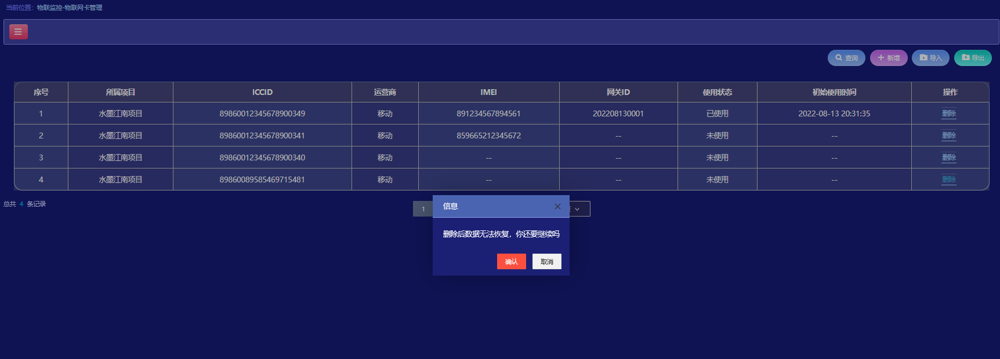 当前位置：物联监控-物联网卡管理
查询 新增 导入 导出
序号 所属项目 ICCID 运营商 IMEI 网关ID 使用状态 初始使用时间 操作
1 水墨江南项目 89860012345678900349 移动 891234567894561 202208130001 已使用 2022-08-13 20:31:35 删除
2 水墨江南项目 89860012345678900341 移动 859665212345672 -- 未使用 -- 删除
3 水墨江南项目 89860012345678900340 移动 -- -- 未使用 -- 删除
4 水墨江南项目 89860089585469715481 移动 -- -- 未使用 -- 删除
总共 4 条记录
1
信息
删除后数据无法恢复，你还要继续吗
确认 取消